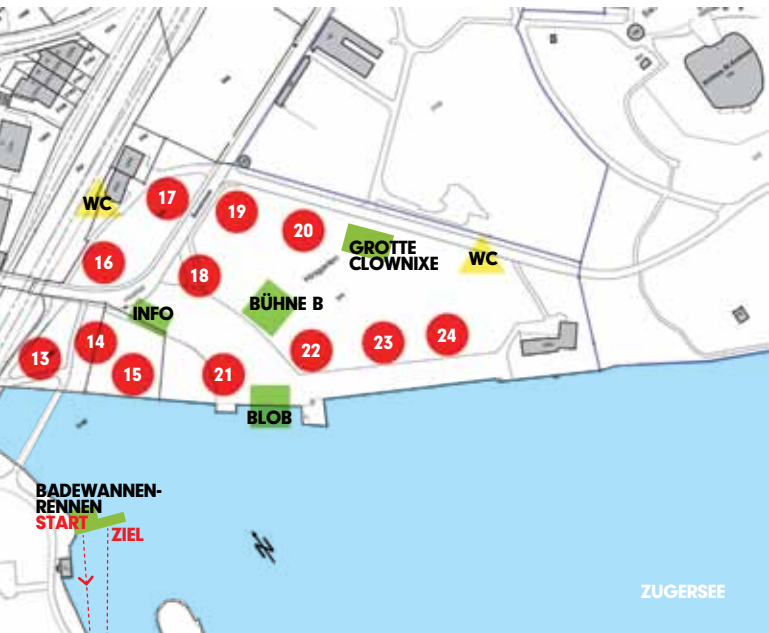 17
WC
19
20
GROTTE
CLOWNIXE
WC
16
18
INFO
BÜHNE B
13
14
15
21
22
23
24
BLOB
BADEWANNEN-
RENNEN
START
ZIEL
N
ZUGERSEE